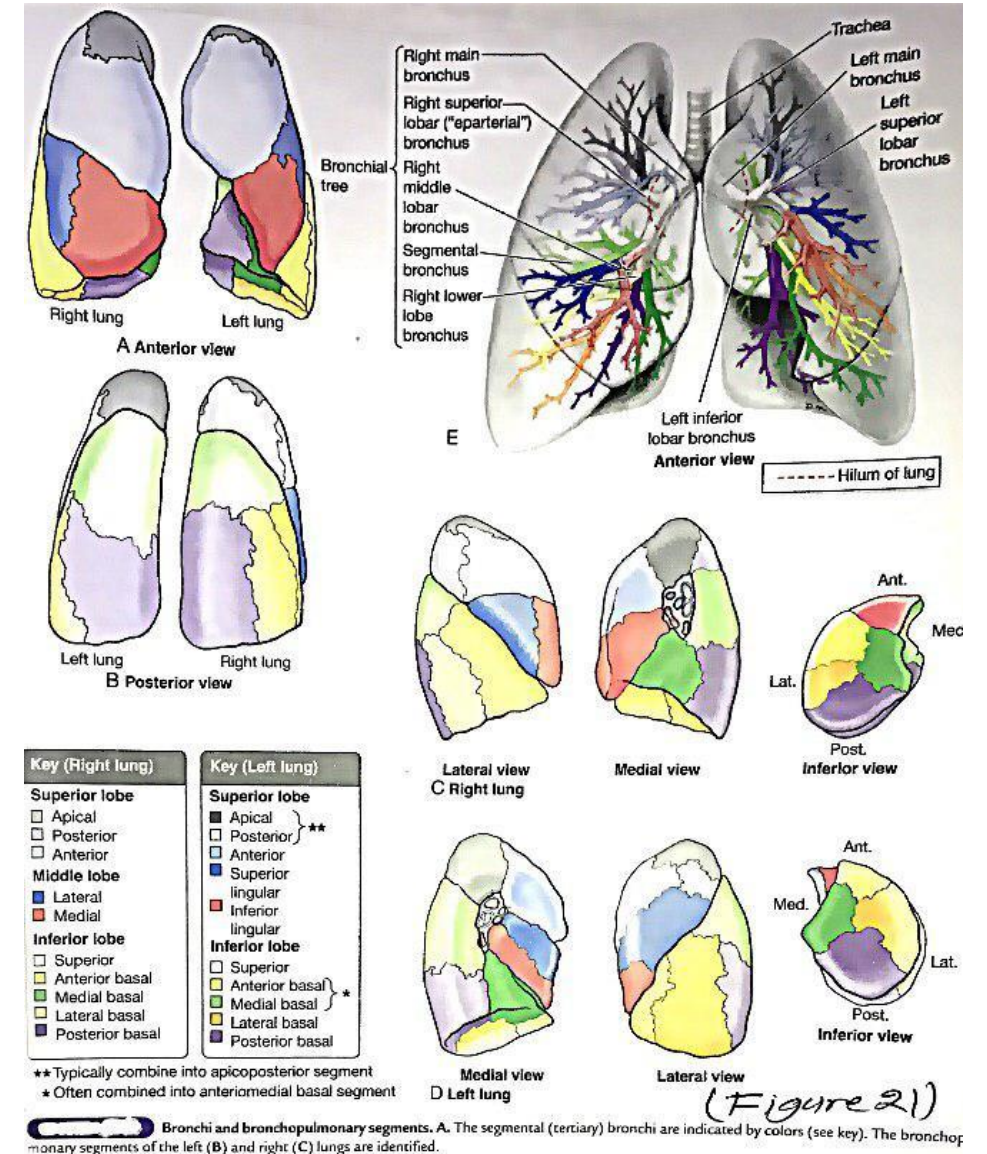 Right lung
Left lung
A Anterior view
Bronchial
tree
Right main
bronchus
Right superior
lobar ("eparterial")
bronchus
Right
middle
lobar
bronchus
Segmental
bronchus
Right lower
lobe
bronchus
Trachea
Left main
bronchus
Left
superior
lobar
bronchus
Left inferior
lobar bronchus
E
Anterior view
Hilum of lung
Left lung
Right lung
B Posterior view
Lateral view
Medial view
C Right lung
Ant.
Mec
Lat.
Post.
Inferior view
Key (Right lung)
Superior lobe
Apical
Posterior
Anterior
Middle lobe
Lateral
Medial
Inferior lobe
Superior
Anterior basal
Medial basal
Lateral basal
Posterior basal
Key (Left lung)
Superior lobe
Apical
Posterior
**
Anterior
Superior
lingular
Inferior
lingular
Inferior lobe
Superior
Anterior basal
Medial basal
*
Lateral basal
Posterior basal
**Typically combine into apicoposterior segment
*Often combined into anteriomedial basal segment
Medial view
Lateral view
D Left lung
Ant.
Med.
Lat.
Post.
Inferior view
(Figure 21)
Bronchi and bronchopulmonary segments. A. The segmental (tertiary) bronchi are indicated by colors (see key). The bronchop
monary segments of the left (B) and right (C) lungs are identified.